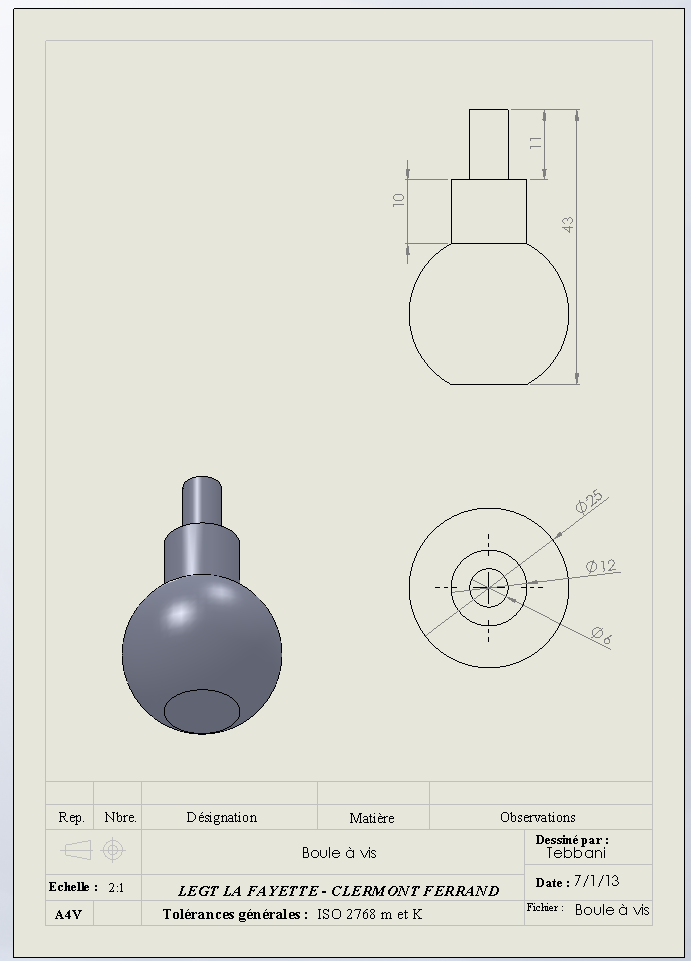 11
10
43
Ø25
Ø12
Ø6
Rep. Nbre. Désignation Matière Observations
Boule à vis
Dessiné par :
Tebbani
Echelle : 2:1
LEGT LA FAYETTE - CLERMONT FERRAND
Date : 7/1/13
A4V
Tolérances générales : ISO 2768 m et K
Fichier : Boule à vis